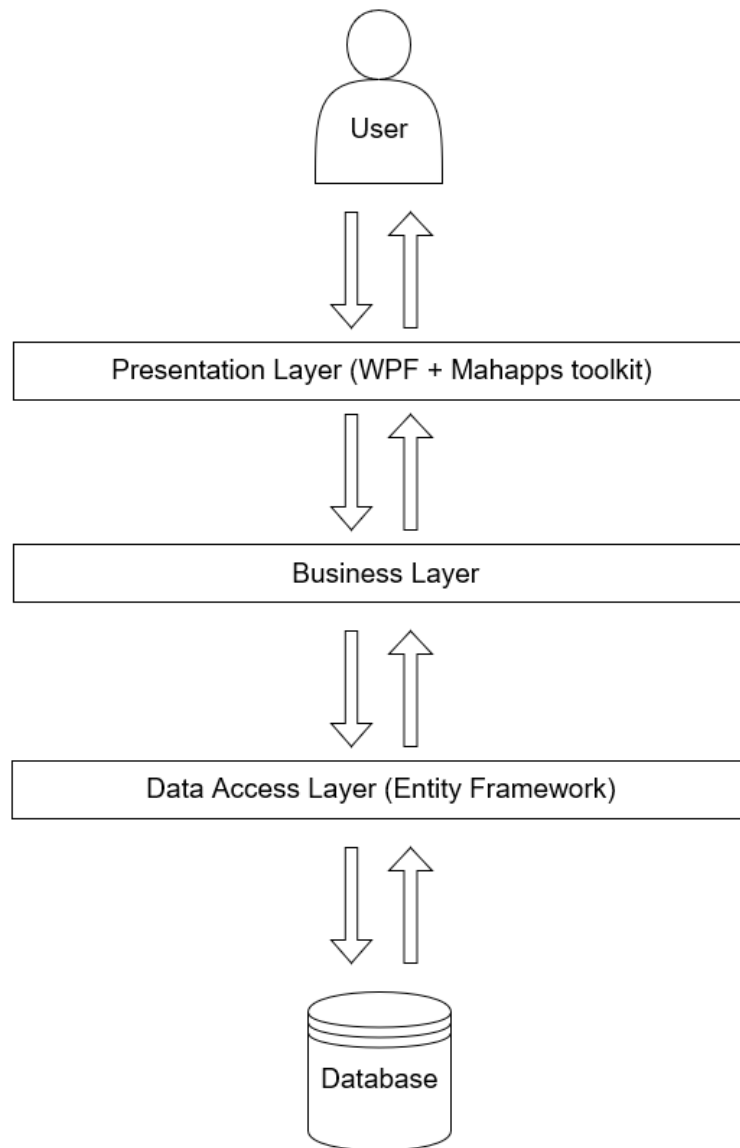 User
Presentation Layer (WPF + Mahapps toolkit)
Business Layer
Data Access Layer (Entity Framework)
Database